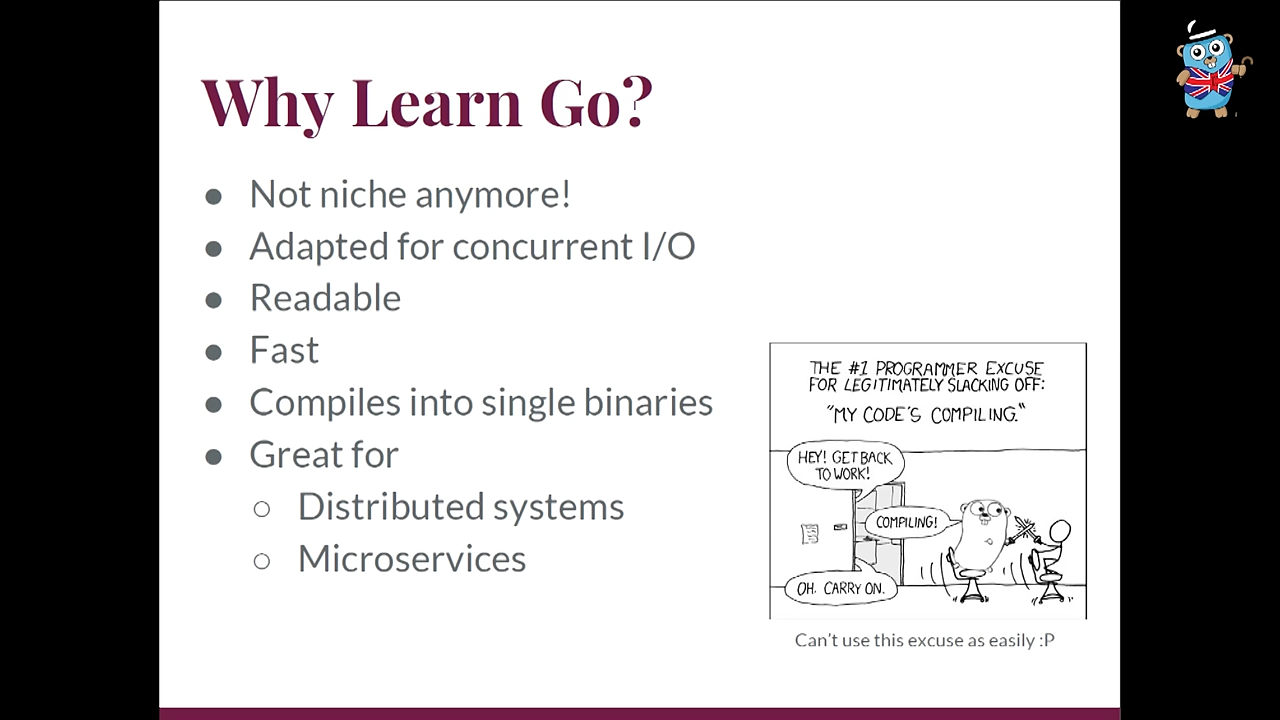 Why Learn Go?
● Not niche anymore!
● Adapted for concurrent I/O
● Readable
● Fast
● Compiles into single binaries
● Great for
○ Distributed systems
○ Microservices
THE #1 PROGRAMMER EXCUSE
FOR LEGITIMATELY SLACKING OFF:
"MY CODE'S COMPILING."
HEY! GET BACK
TO WORK!
COMPILING!
OH. CARRY ON.
Can't use this excuse as easily :P